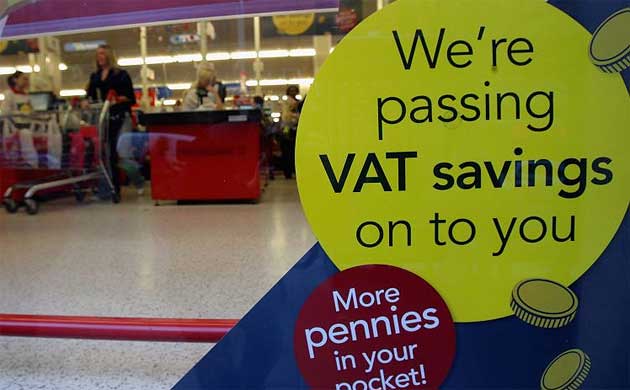 We're
passing
VAT savings
on to you
More
pennies
in your
pocket!